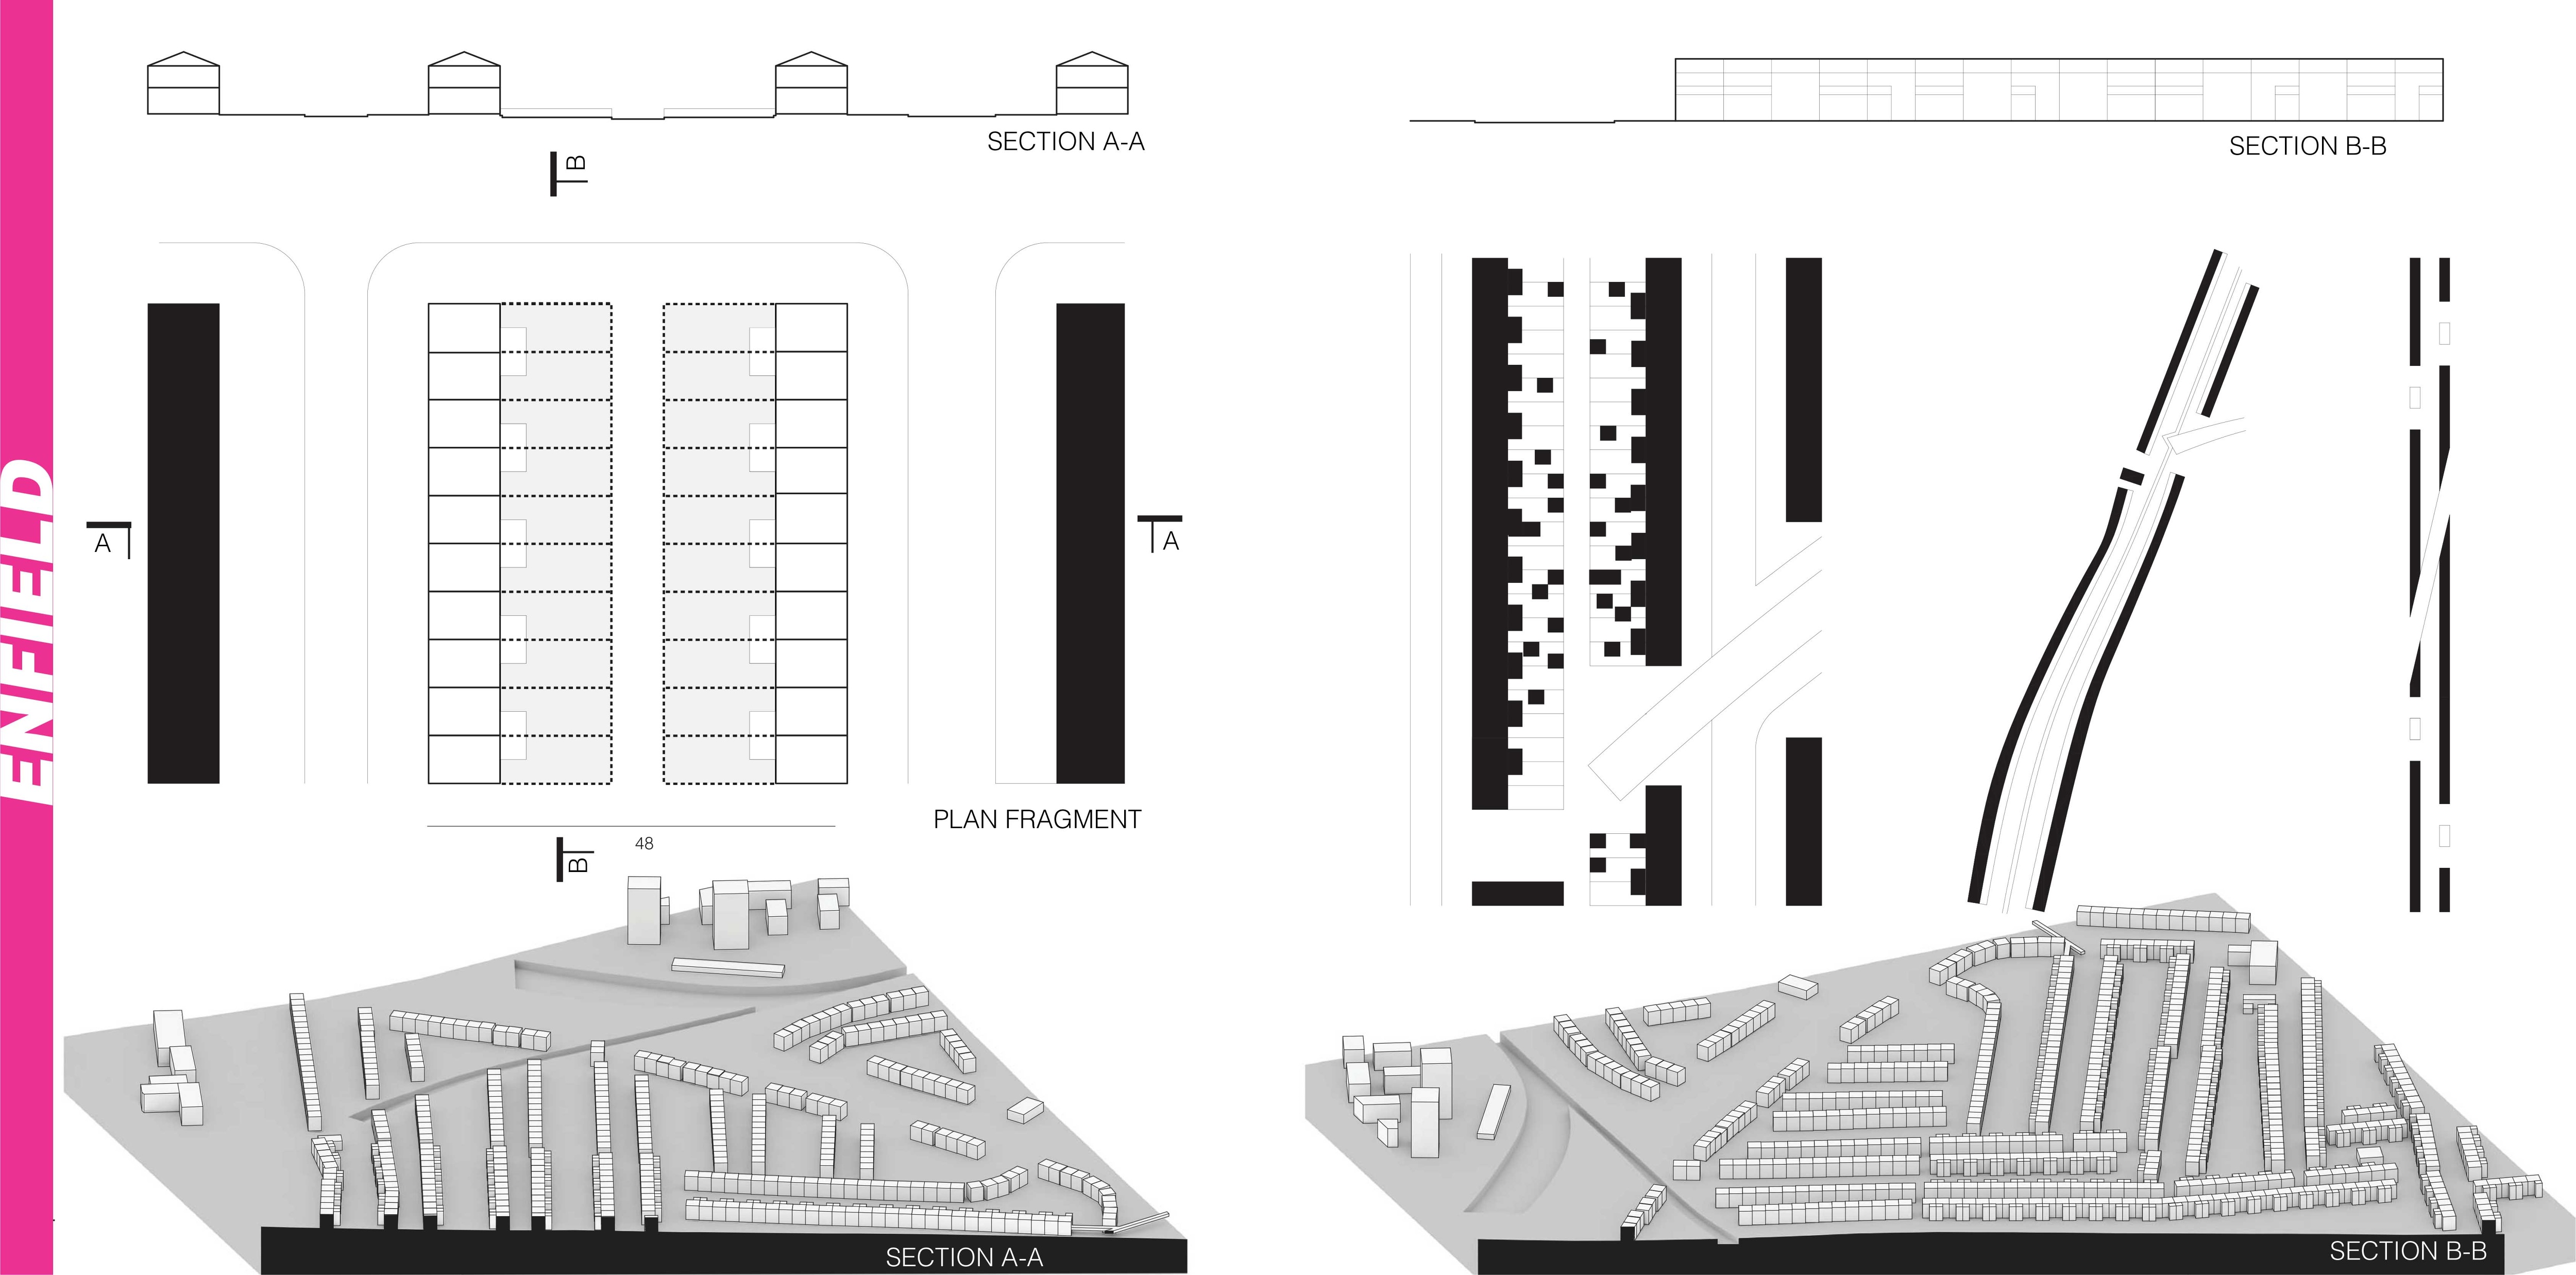 ENFIELD
SECTION A-A
SECTION B-B
B
A
A
PLAN FRAGMENT
48
B
SECTION A-A
SECTION B-B